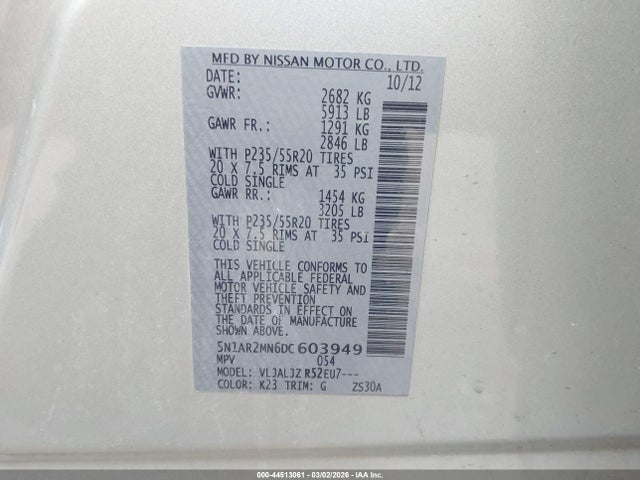 MFD BY NISSAN MOTOR CO., LTD.
DATE: 10/12
GVWR: 2682 KG
5913 LB
GAWR FR.: 1291 KG
2846 LB
WITH P235/55R20 TIRES
20 X 7.5 RIMS AT 35 PSI
COLD SINGLE
GAWR RR.: 1454 KG
3205 LB
WITH P235/55R20 TIRES
20 X 7.5 RIMS AT 35 PSI
COLD SINGLE
THIS VEHICLE CONFORMS TO
ALL APPLICABLE FEDERAL
MOTOR VEHICLE SAFETY AND
THEFT PREVENTION
STANDARDS IN EFFECT ON
THE DATE OF MANUFACTURE
SHOWN ABOVE.
5N1AR2MN6DC603949
MPV 054
MODEL: VLJALJZ R52EU7---
COLOR: K23 TRIM: G ZS30A
000-44513061 - 03/02/2026 - IAA Inc.